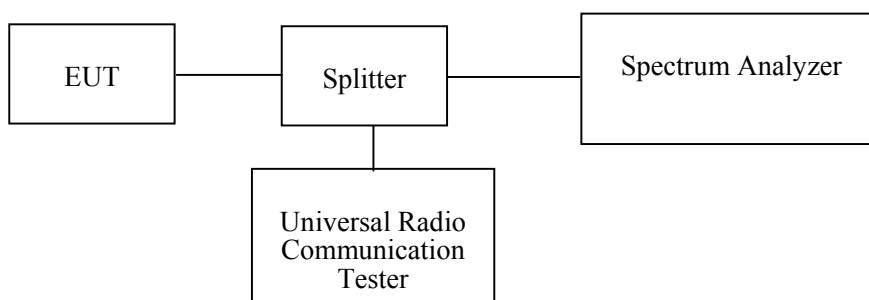 EUT
Splitter
Spectrum Analyzer
Universal Radio
Communication
Tester